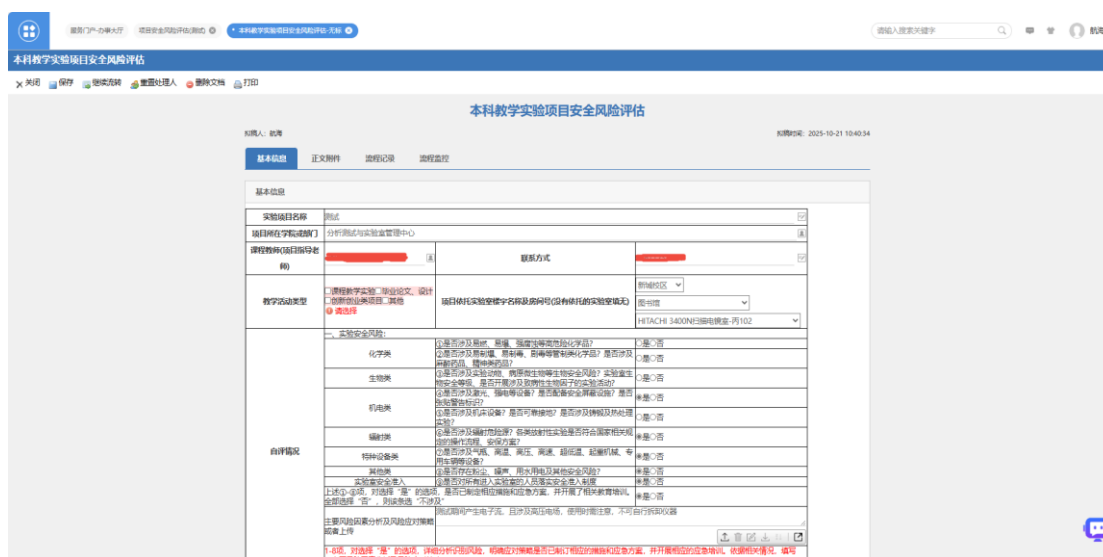 服务门户-办事大厅 项目安全风险评估(测试) 本科教学实验项目安全风险评估-无标 请输入搜索关键字 航海
本科教学实验项目安全风险评估
关闭 保存 继续流转 重置处理人 删除文档 打印
本科教学实验项目安全风险评估
拟稿人：航海 拟稿时间：2025-10-21 10:40:34
基本信息 正文附件 流程记录 流程监控
基本信息
实验项目名称 测试
项目所在学院或部门 分析测试与实验室管理中心
课程教师(项目指导老师) 联系方式
教学活动类型 □课程教学实验□毕业论文、设计□创新创业类项目□其他 请选择 项目依托实验室楼宇名称及房间号(没有依托的实验室填无) 新城校区 图书馆 HITACHI 3400N扫描电镜室-丙102
自评情况
一、实验安全风险：
化学类 ①是否涉及易燃、易爆、强腐蚀等高危险化学品？ ○是○否
②是否涉及易制爆、易制毒、剧毒等管制类化学品？是否涉及麻醉药品、精神类药品？ ○是○否
生物类 ③是否涉及实验动物、病原微生物等生物安全风险？实验室生物安全等级、是否开展涉及致病性生物因子的实验活动？ ○是○否
机电类 ④是否涉及激光、强电等设备？是否配备安全屏蔽设施？是否张贴警告标识？ ◉是○否
⑤是否涉及机床设备？是否可靠接地？是否涉及铸锻及热处理实验？ ○是○否
辐射类 ⑥是否涉及辐射危险源？各类放射性实验是否符合国家相关规定的操作流程、安保方案？ ◉是○否
特种设备类 ⑦是否涉及气瓶、高温、高压、高速、超低温、起重机械、专用车辆等设备？ ◉是○否
其他类 ⑧是否存在粉尘、噪声、用水用电及其他安全风险？ ◉是○否
实验室安全准入 ⑨是否对所有进入实验室的人员落实安全准入制度 ◉是○否
上述①-⑧项，对选择“是”的选项，是否已制定相应措施和应急方案，并开展了相关教育培训。全部选择“否”，则该条选“不涉及” ◉是○否
主要风险因素分析及风险应对策略或者上传 测试期间产生电子流，且涉及高压电场，使用时需注意，不可自行拆卸仪器
1-8项，对选择“是”的选项，详细分析识别风险，明确应对策略是否已制订相应的措施和应急方案，并开展相应的应急培训。依据相关情况，填写